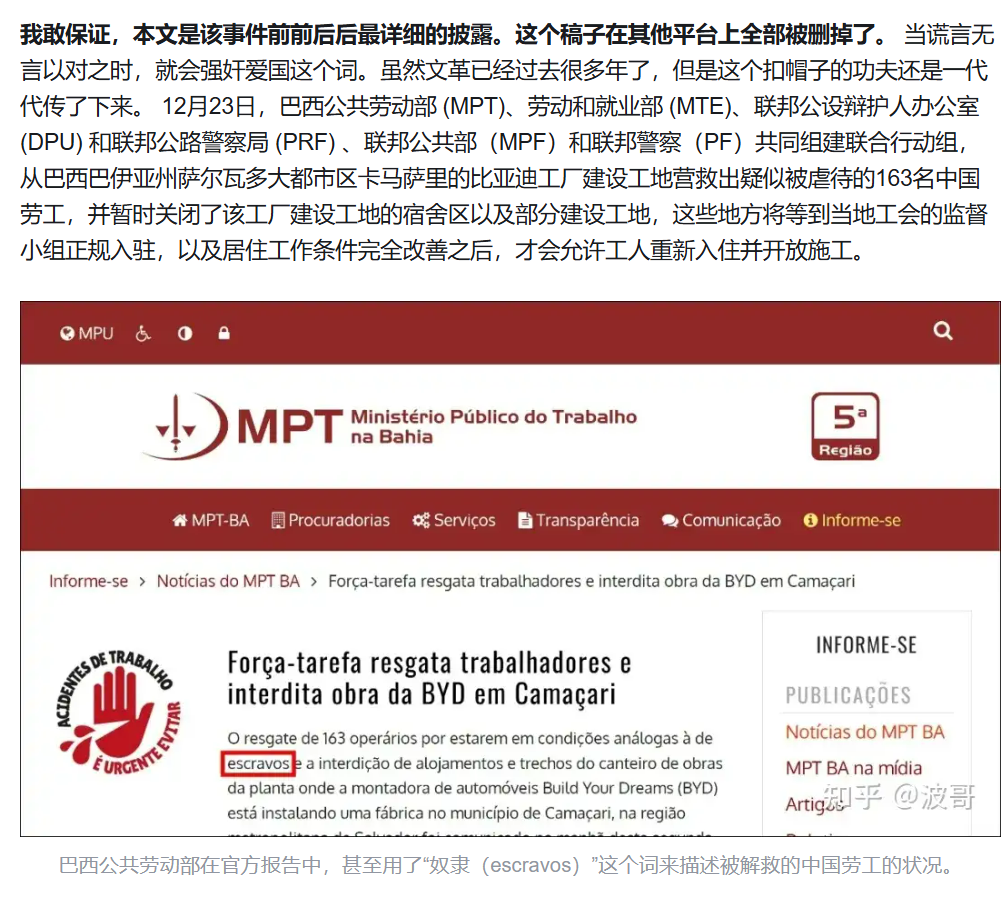 我敢保证，本文是该事件前前后后最详细的披露。这个稿子在其他平台上全部被删掉了。 当谎言无
言以对之时，就会强奸爱国这个词。虽然文革已经过去很多年了，但是这个扣帽子的功夫还是一代
代传了下来。 12月23日，巴西公共劳动部 (MPT)、劳动和就业部 (MTE)、联邦公设辩护人办公室
(DPU) 和联邦公路警察局 (PRF) 、联邦公共部（MPF）和联邦警察（PF）共同组建联合行动组，
从巴西巴伊亚州萨尔瓦多大都市区卡马萨里的比亚迪工厂建设工地营救出疑似被虐待的163名中国
劳工，并暂时关闭了该工厂建设工地的宿舍区以及部分建设工地，这些地方将等到当地工会的监督
小组正规入驻，以及居住工作条件完全改善之后，才会允许工人重新入住并开放施工。
MPU
MPT Ministério Público do Trabalho
na Bahia
5ª
Região
MPT-BA Procuradorias Serviços Transparência Comunicação Informe-se
Informe-se > Notícias do MPT BA > Força-tarefa resgata trabalhadores e interdita obra da BYD em Camaçari
ACIDENTES DE TRABALHO
É URGENTE EVITAR
Força-tarefa resgata trabalhadores e
interdita obra da BYD em Camaçari
O resgate de 163 operários por estarem em condições análogas à de
escravos e a interdição de alojamentos e trechos do canteiro de obras
da planta onde a montadora de automóveis Build Your Dreams (BYD)
está instalando uma fábrica no município de Camaçari, na região
metropolitana de Salvador foi comunicada na manhã desta segunda
INFORME-SE
PUBLICAÇÕES
Notícias do MPT BA
MPT BA na mídia
Artigos
知乎 @波哥
巴西公共劳动部在官方报告中，甚至用了“奴隶（escravos）”这个词来描述被解救的中国劳工的状况。